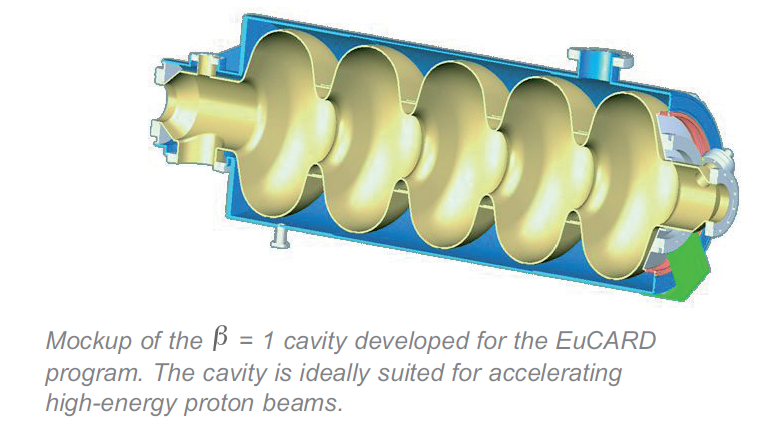 Mockup of the β = 1 cavity developed for the EuCARD
program. The cavity is ideally suited for accelerating
high-energy proton beams.